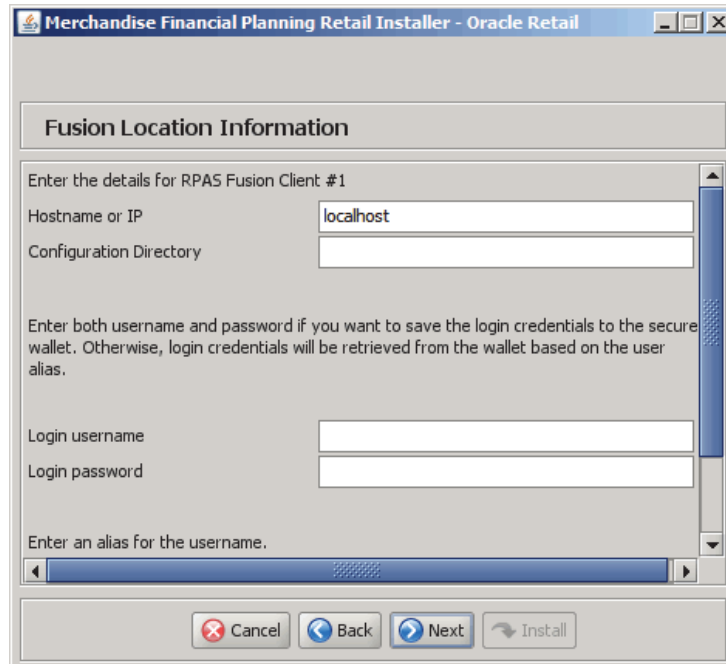 Merchandise Financial Planning Retail Installer - Oracle Retail
Fusion Location Information
Enter the details for RPAS Fusion Client #1
Hostname or IP localhost
Configuration Directory
Enter both username and password if you want to save the login credentials to the secure
wallet. Otherwise, login credentials will be retrieved from the wallet based on the user
alias.
Login username
Login password
Enter an alias for the username.
Cancel Back Next Install